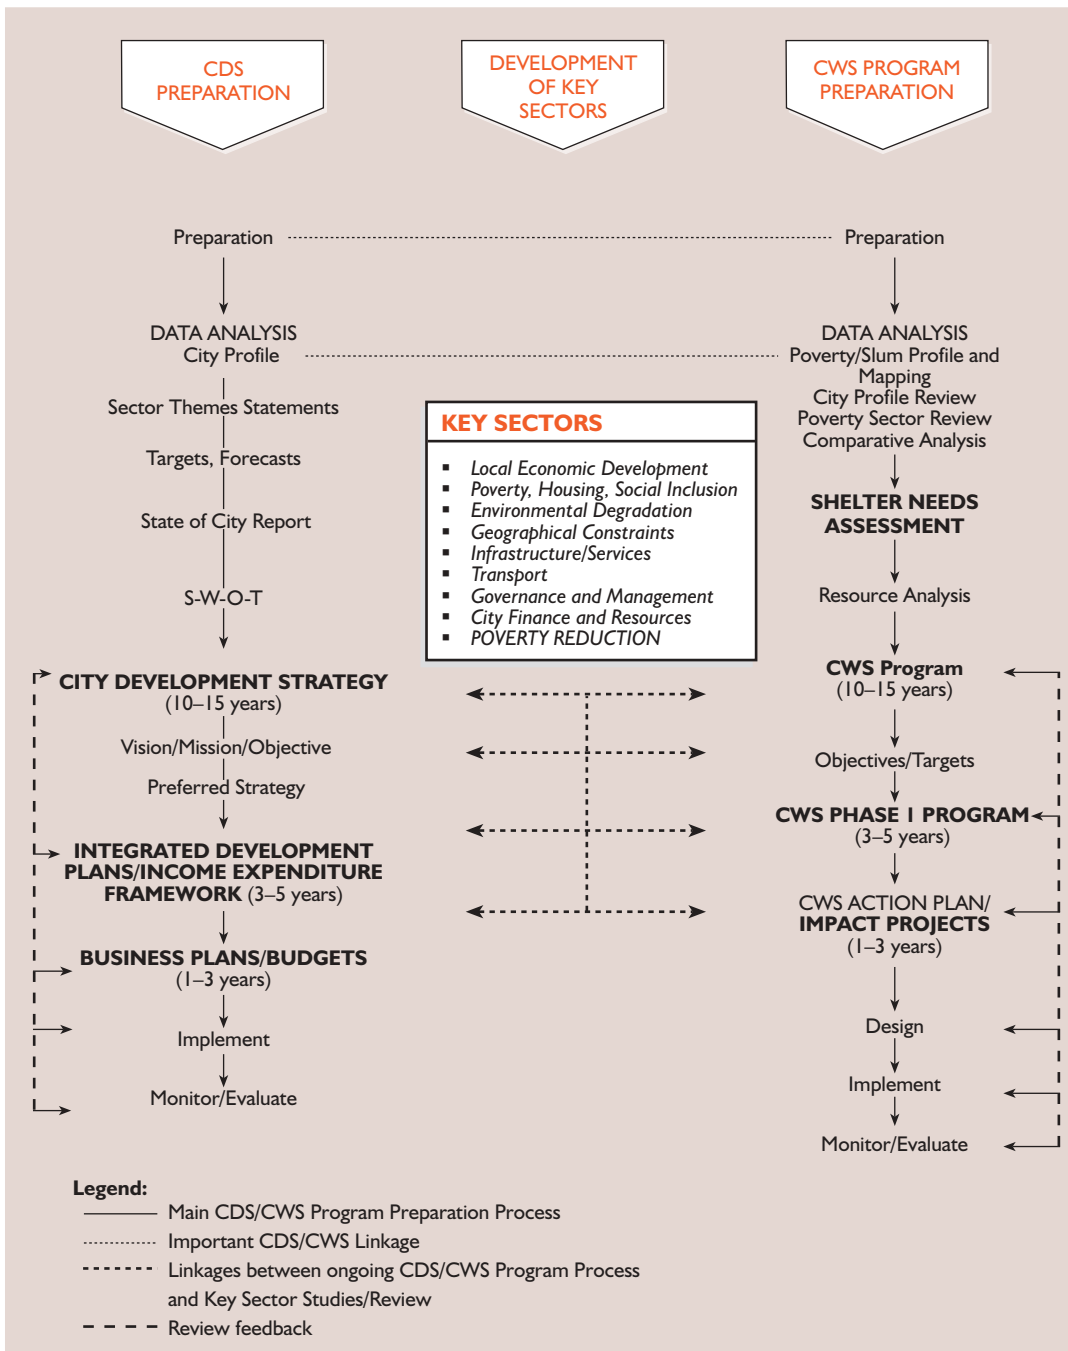 CDS
PREPARATION
DEVELOPMENT
OF KEY
SECTORS
CWS PROGRAM
PREPARATION
Preparation
DATA ANALYSIS
City Profile
Sector Themes Statements
Targets, Forecasts
State of City Report
S-W-O-T
CITY DEVELOPMENT STRATEGY
(10–15 years)
Vision/Mission/Objective
Preferred Strategy
INTEGRATED DEVELOPMENT
PLANS/INCOME EXPENDITURE
FRAMEWORK (3–5 years)
BUSINESS PLANS/BUDGETS
(1–3 years)
Implement
Monitor/Evaluate
KEY SECTORS
▪ Local Economic Development
▪ Poverty, Housing, Social Inclusion
▪ Environmental Degradation
▪ Geographical Constraints
▪ Infrastructure/Services
▪ Transport
▪ Governance and Management
▪ City Finance and Resources
▪ POVERTY REDUCTION
Preparation
DATA ANALYSIS
Poverty/Slum Profile and
Mapping
City Profile Review
Poverty Sector Review
Comparative Analysis
SHELTER NEEDS
ASSESSMENT
Resource Analysis
CWS Program
(10–15 years)
Objectives/Targets
CWS PHASE I PROGRAM
(3–5 years)
CWS ACTION PLAN/
IMPACT PROJECTS
(1–3 years)
Design
Implement
Monitor/Evaluate
Legend:
Main CDS/CWS Program Preparation Process
Important CDS/CWS Linkage
Linkages between ongoing CDS/CWS Program Process
and Key Sector Studies/Review
Review feedback